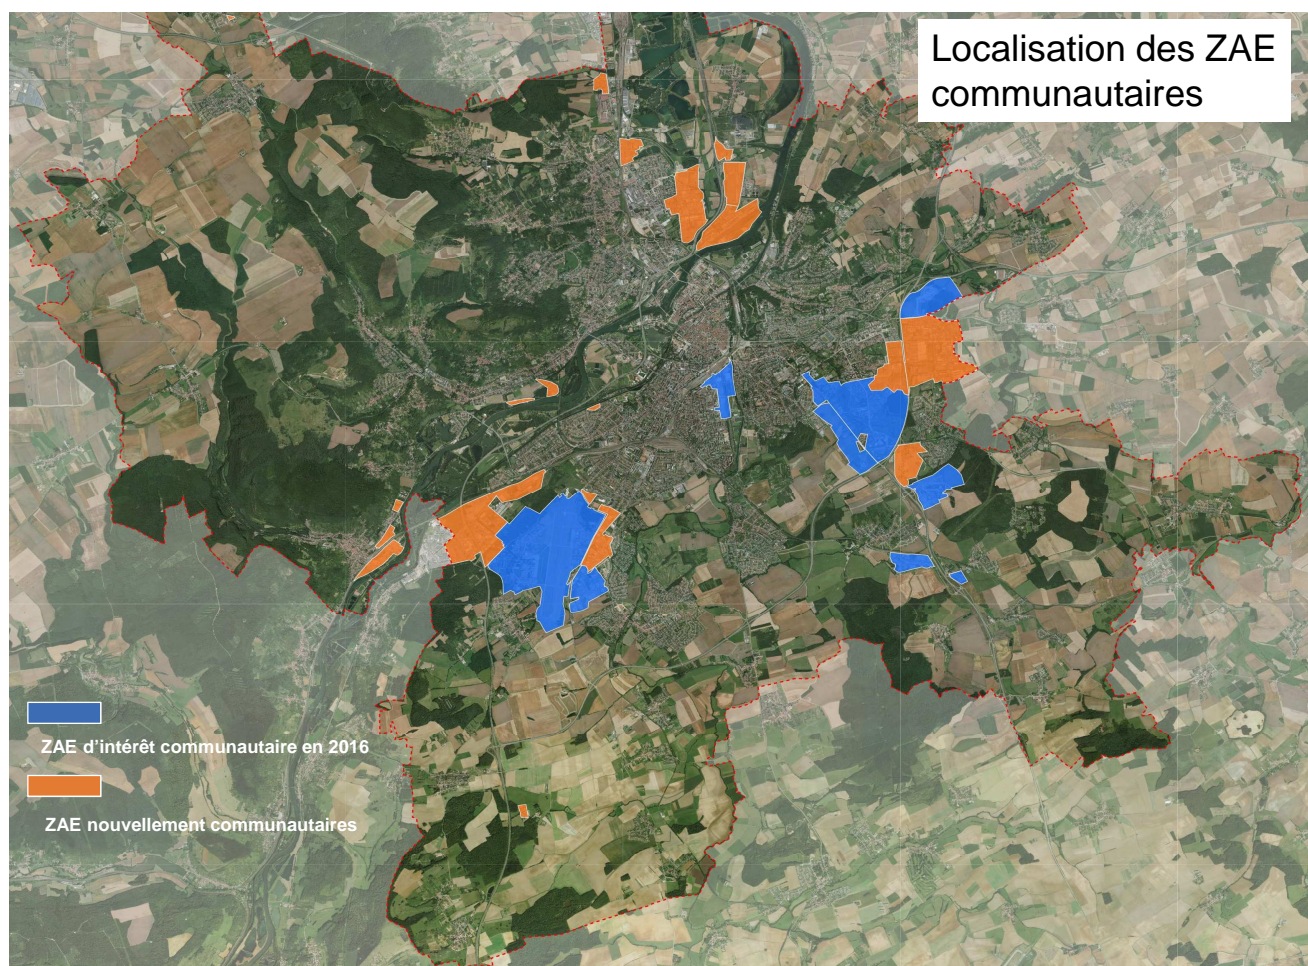 Localisation des ZAE
communautaires
ZAE d'intérêt communautaire en 2016
ZAE nouvellement communautaires